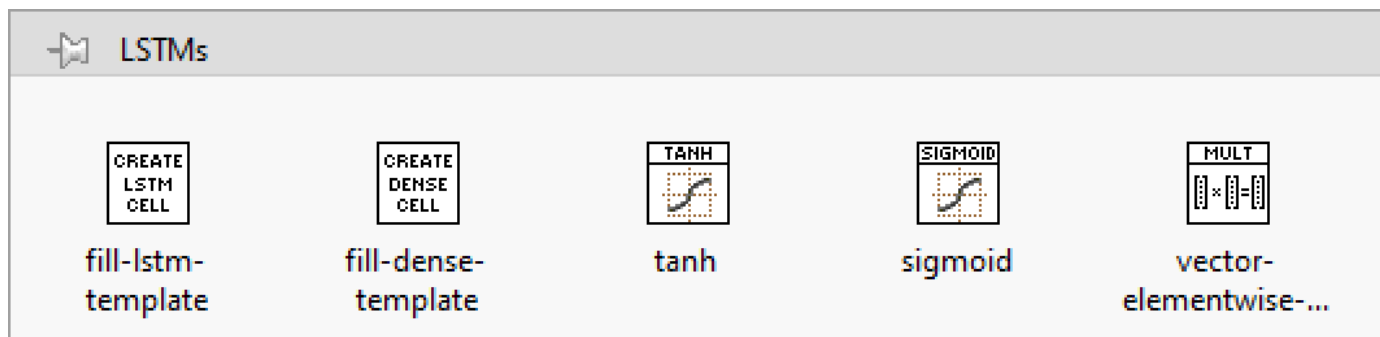 LSTMs
CREATE
LSTM
CELL
fill-lstm-
template
CREATE
DENSE
CELL
fill-dense-
template
TANH
tanh
SIGMOID
sigmoid
MULT
[]×[]=[]
vector-
elementwise-...